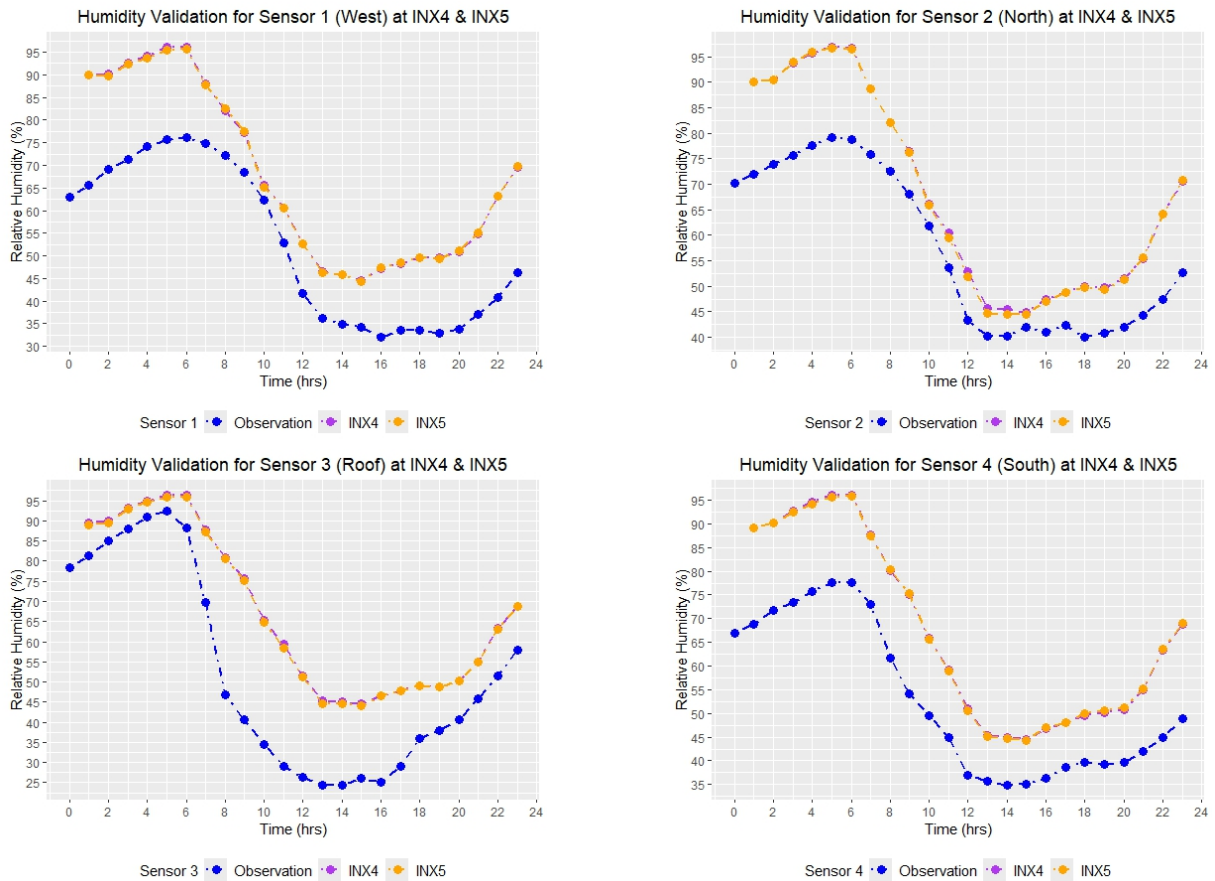 Humidity Validation for Sensor 1 (West) at INX4 & INX5
Relative Humidity (%)
95
90
85
80
75
70
65
60
55
50
45
40
35
30
0 2 4 6 8 10 12 14 16 18 20 22 24
Time (hrs)
Sensor 1 Observation INX4 INX5
Humidity Validation for Sensor 2 (North) at INX4 & INX5
Relative Humidity (%)
95
90
85
80
75
70
65
60
55
50
45
40
0 2 4 6 8 10 12 14 16 18 20 22 24
Time (hrs)
Sensor 2 Observation INX4 INX5
Humidity Validation for Sensor 3 (Roof) at INX4 & INX5
Relative Humidity (%)
95
90
85
80
75
70
65
60
55
50
45
40
35
30
25
0 2 4 6 8 10 12 14 16 18 20 22 24
Time (hrs)
Sensor 3 Observation INX4 INX5
Humidity Validation for Sensor 4 (South) at INX4 & INX5
Relative Humidity (%)
95
90
85
80
75
70
65
60
55
50
45
40
35
0 2 4 6 8 10 12 14 16 18 20 22 24
Time (hrs)
Sensor 4 Observation INX4 INX5